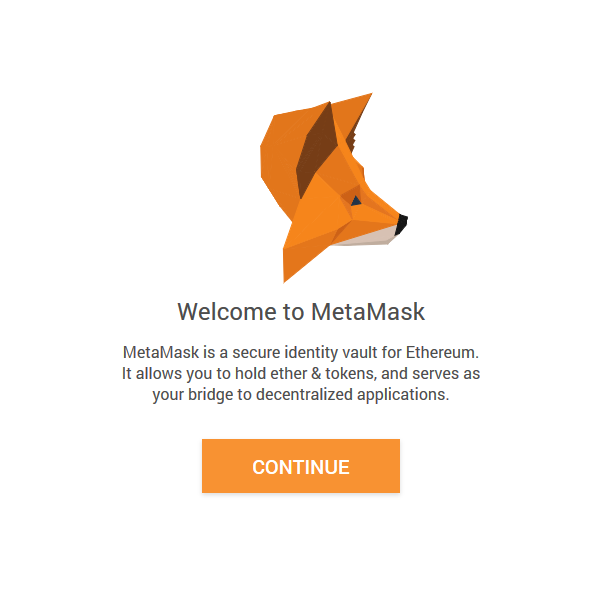 Welcome to MetaMask
MetaMask is a secure identity vault for Ethereum.
It allows you to hold ether & tokens, and serves as
your bridge to decentralized applications.
CONTINUE